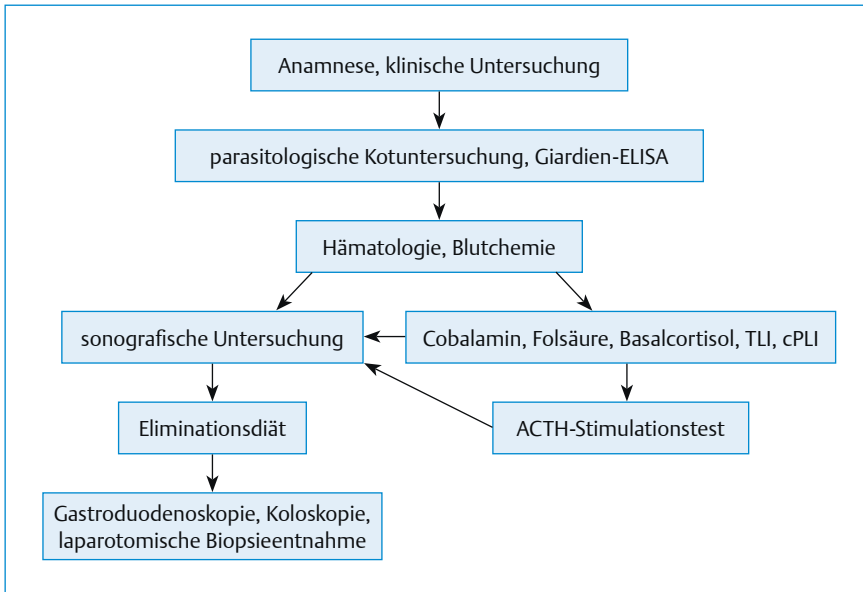 Anamnese, klinische Untersuchung
parasitologische Kotuntersuchung, Giardien-ELISA
Hämatologie, Blutchemie
sonografische Untersuchung
Cobalamin, Folsäure, Basalcortisol, TLI, cPLI
Eliminationsdiät
ACTH-Stimulationstest
Gastroduodenoskopie, Koloskopie,
laparotomische Biopsieentnahme